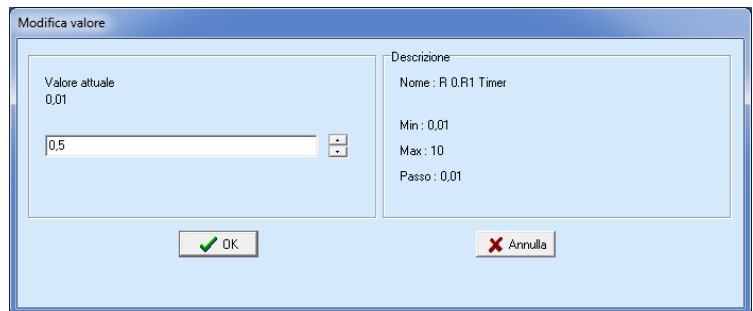 Modifica valore
Valore attuale
0,01
0,5
OK
Descrizione
Nome : R 0.R1 Timer
Min : 0,01
Max : 10
Passo : 0,01
Annulla